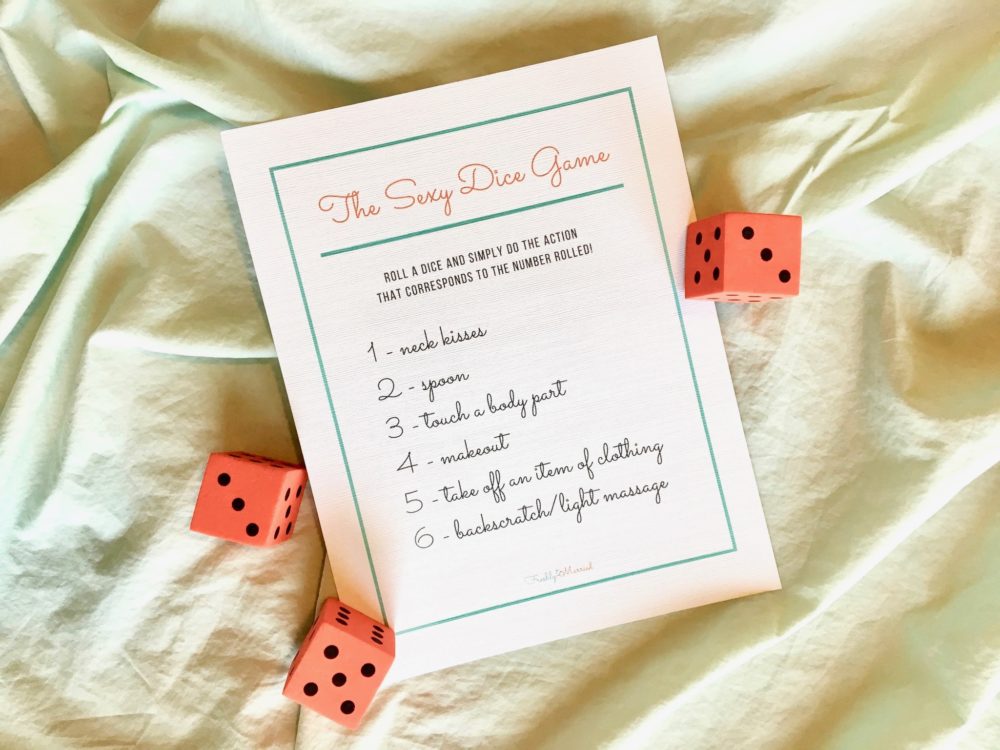 The Sexy Dice Game
ROLL A DICE AND SIMPLY DO THE ACTION
THAT CORRESPONDS TO THE NUMBER ROLLED!
1 - neck kisses
2 - spoon
3 - touch a body part
4 - makeout
5 - take off an item of clothing
6 - backscratch/light massage
Freshly Married